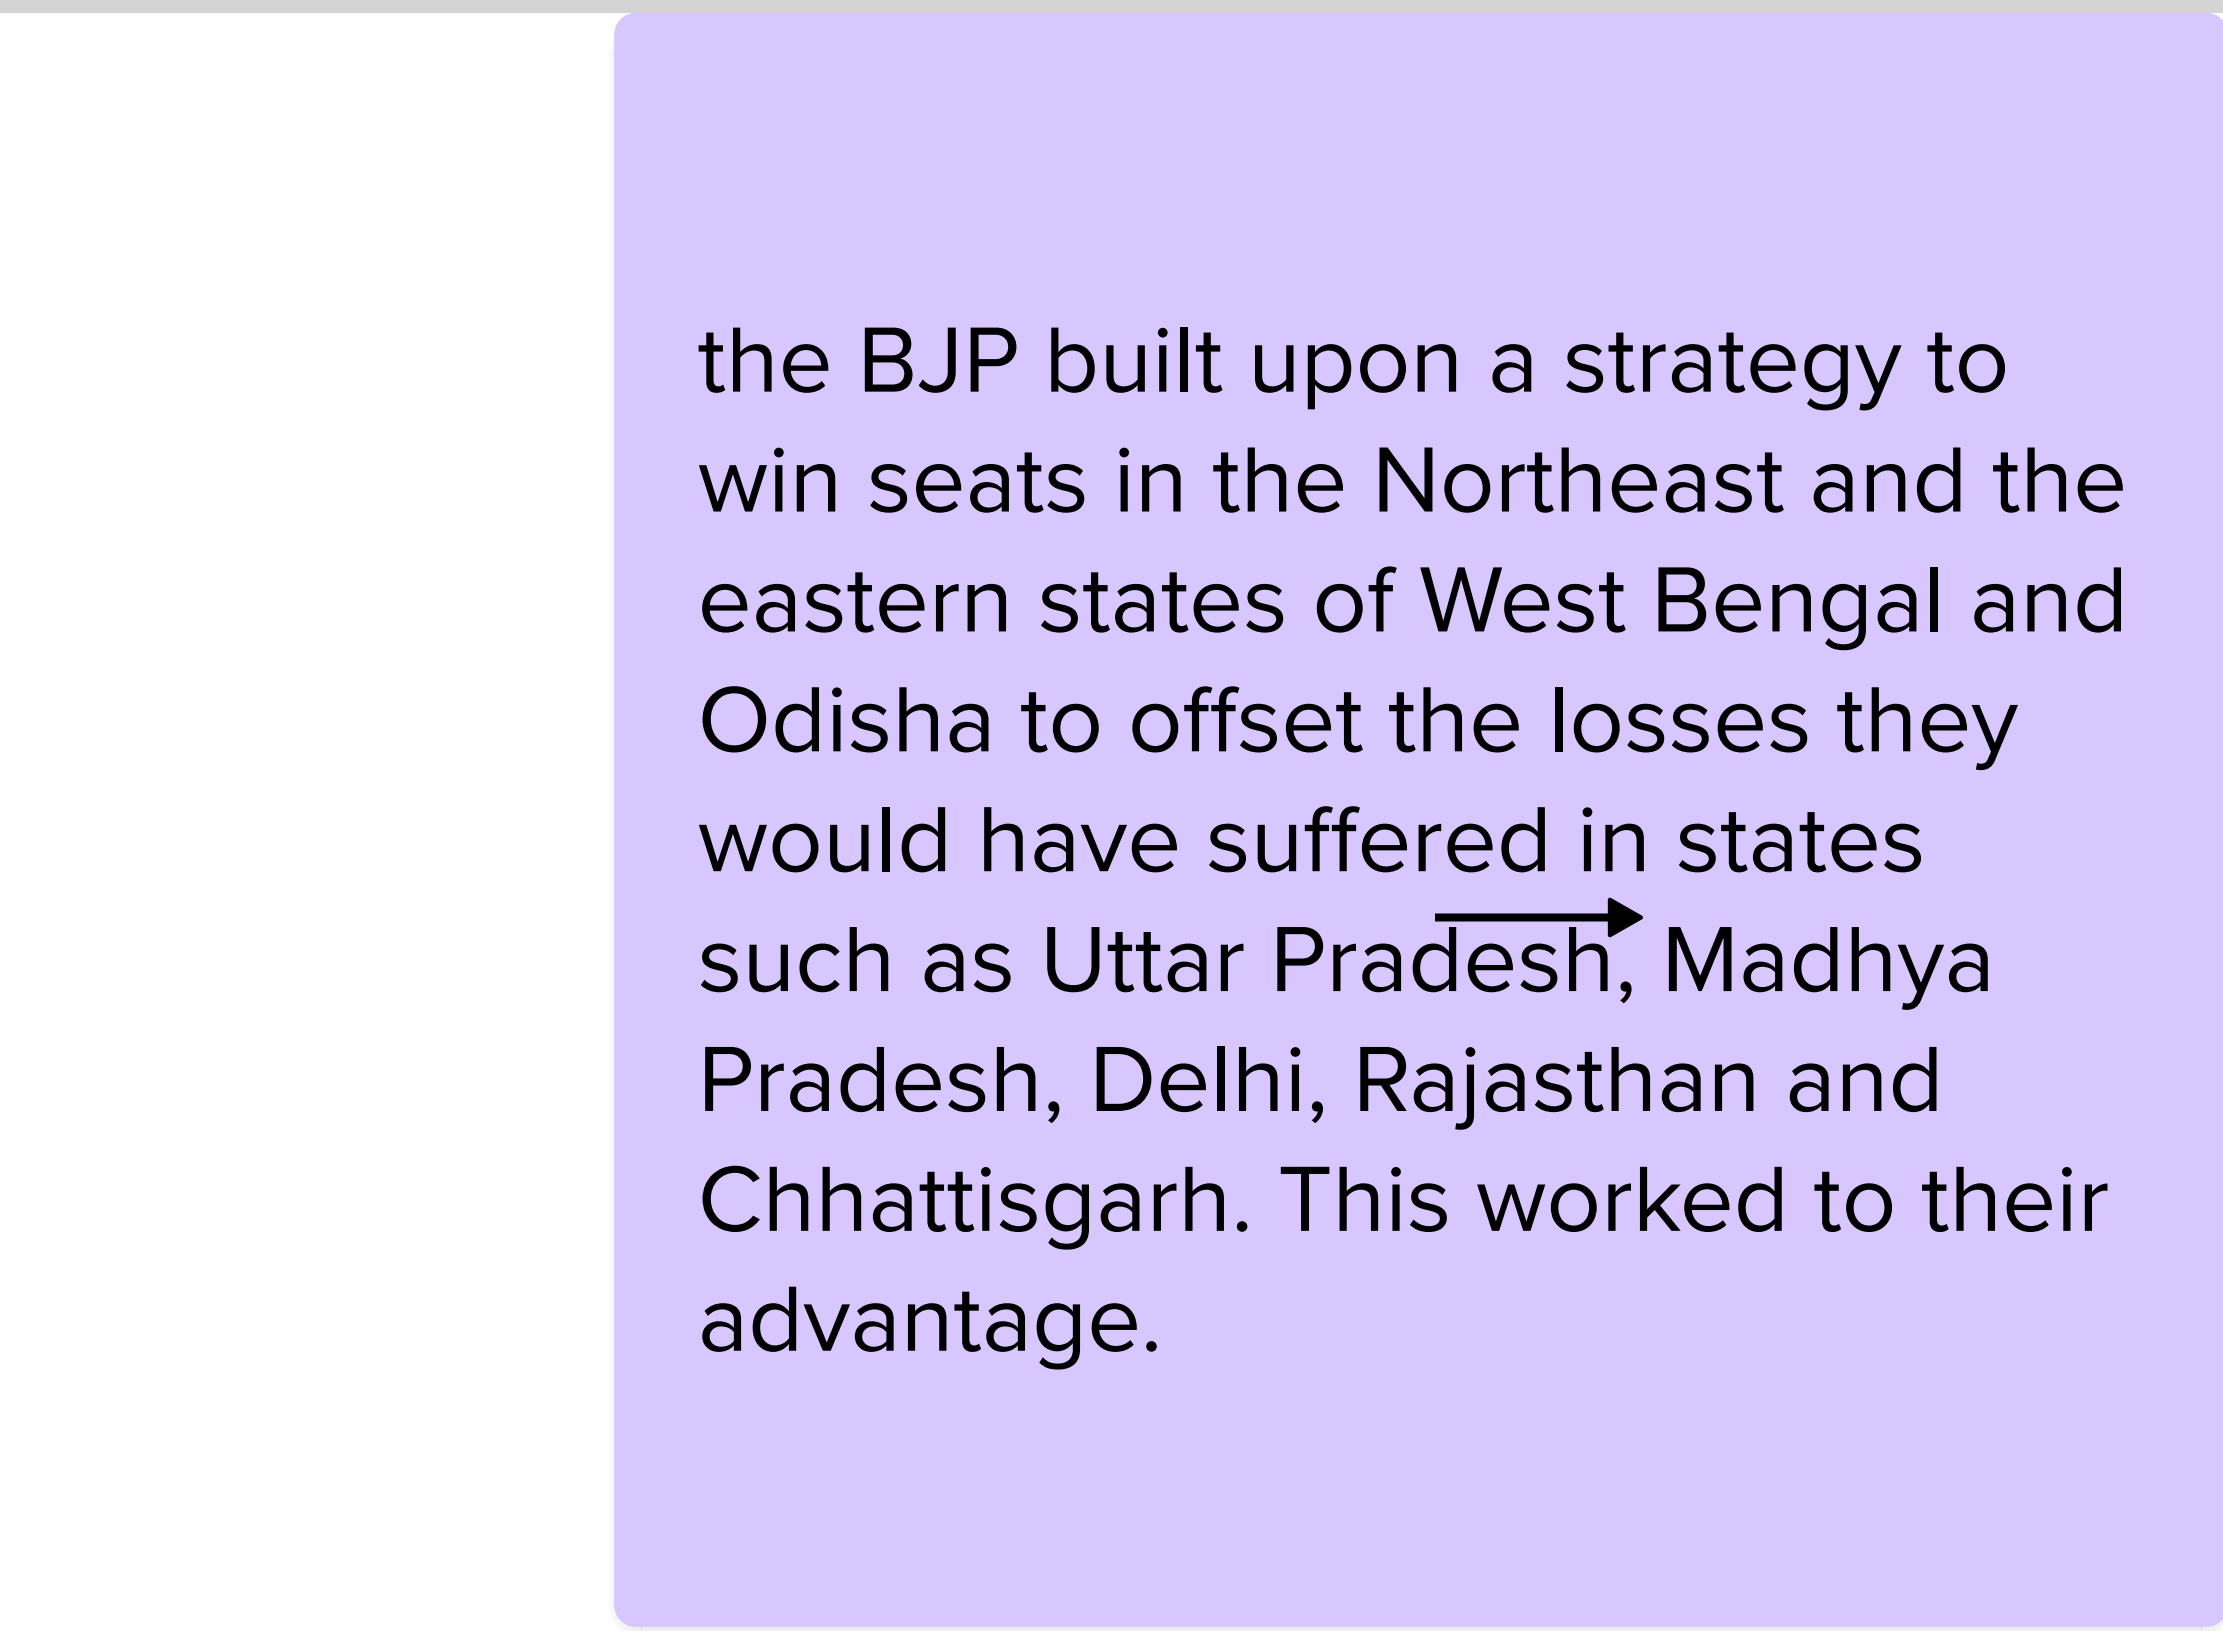 the BJP built upon a strategy to
win seats in the Northeast and the
eastern states of West Bengal and
Odisha to offset the losses they
would have suffered in states
such as Uttar Pradesh, Madhya
Pradesh, Delhi, Rajasthan and
Chhattisgarh. This worked to their
advantage.